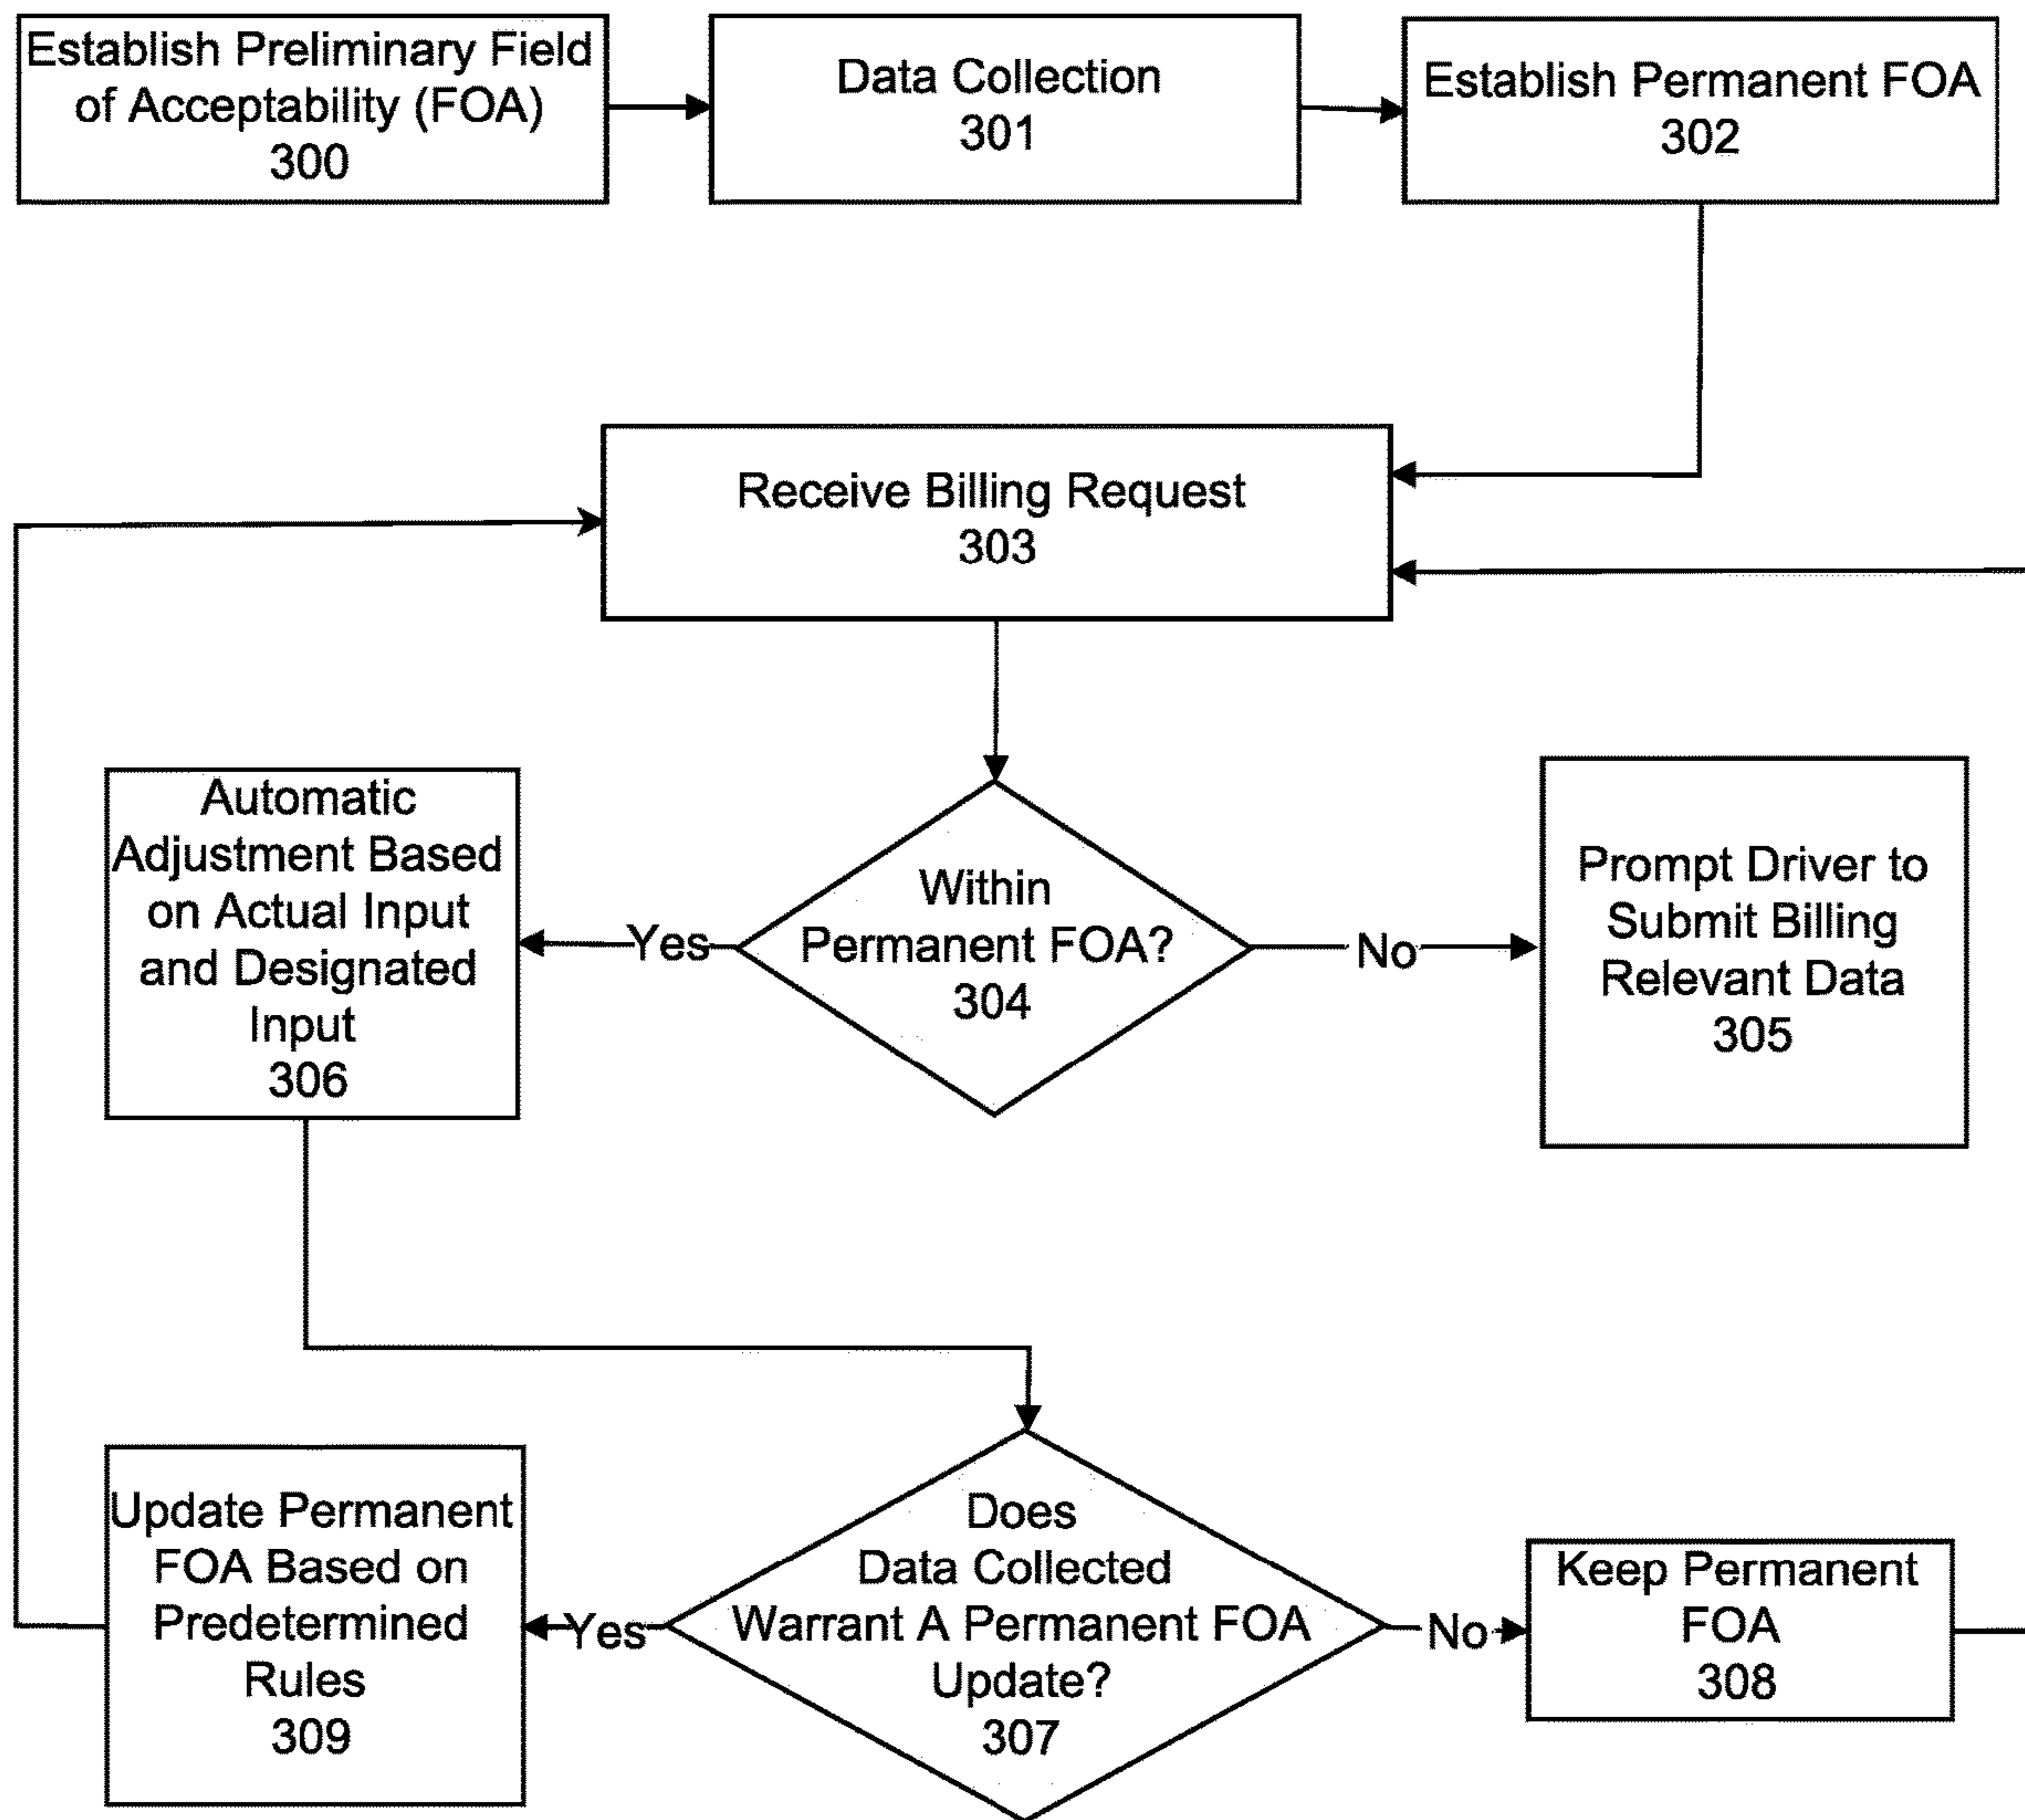 Establish Preliminary Field
of Acceptability (FOA)
300
Data Collection
301
Establish Permanent FOA
302
Receive Billing Request
303
Automatic
Adjustment Based
on Actual Input
and Designated
Input
306
Yes
Within
Permanent FOA?
304
No
Prompt Driver to
Submit Billing
Relevant Data
305
Update Permanent
FOA Based on
Predetermined
Rules
309
Yes
Does
Data Collected
Warrant A Permanent FOA
Update?
307
No
Keep Permanent
FOA
308